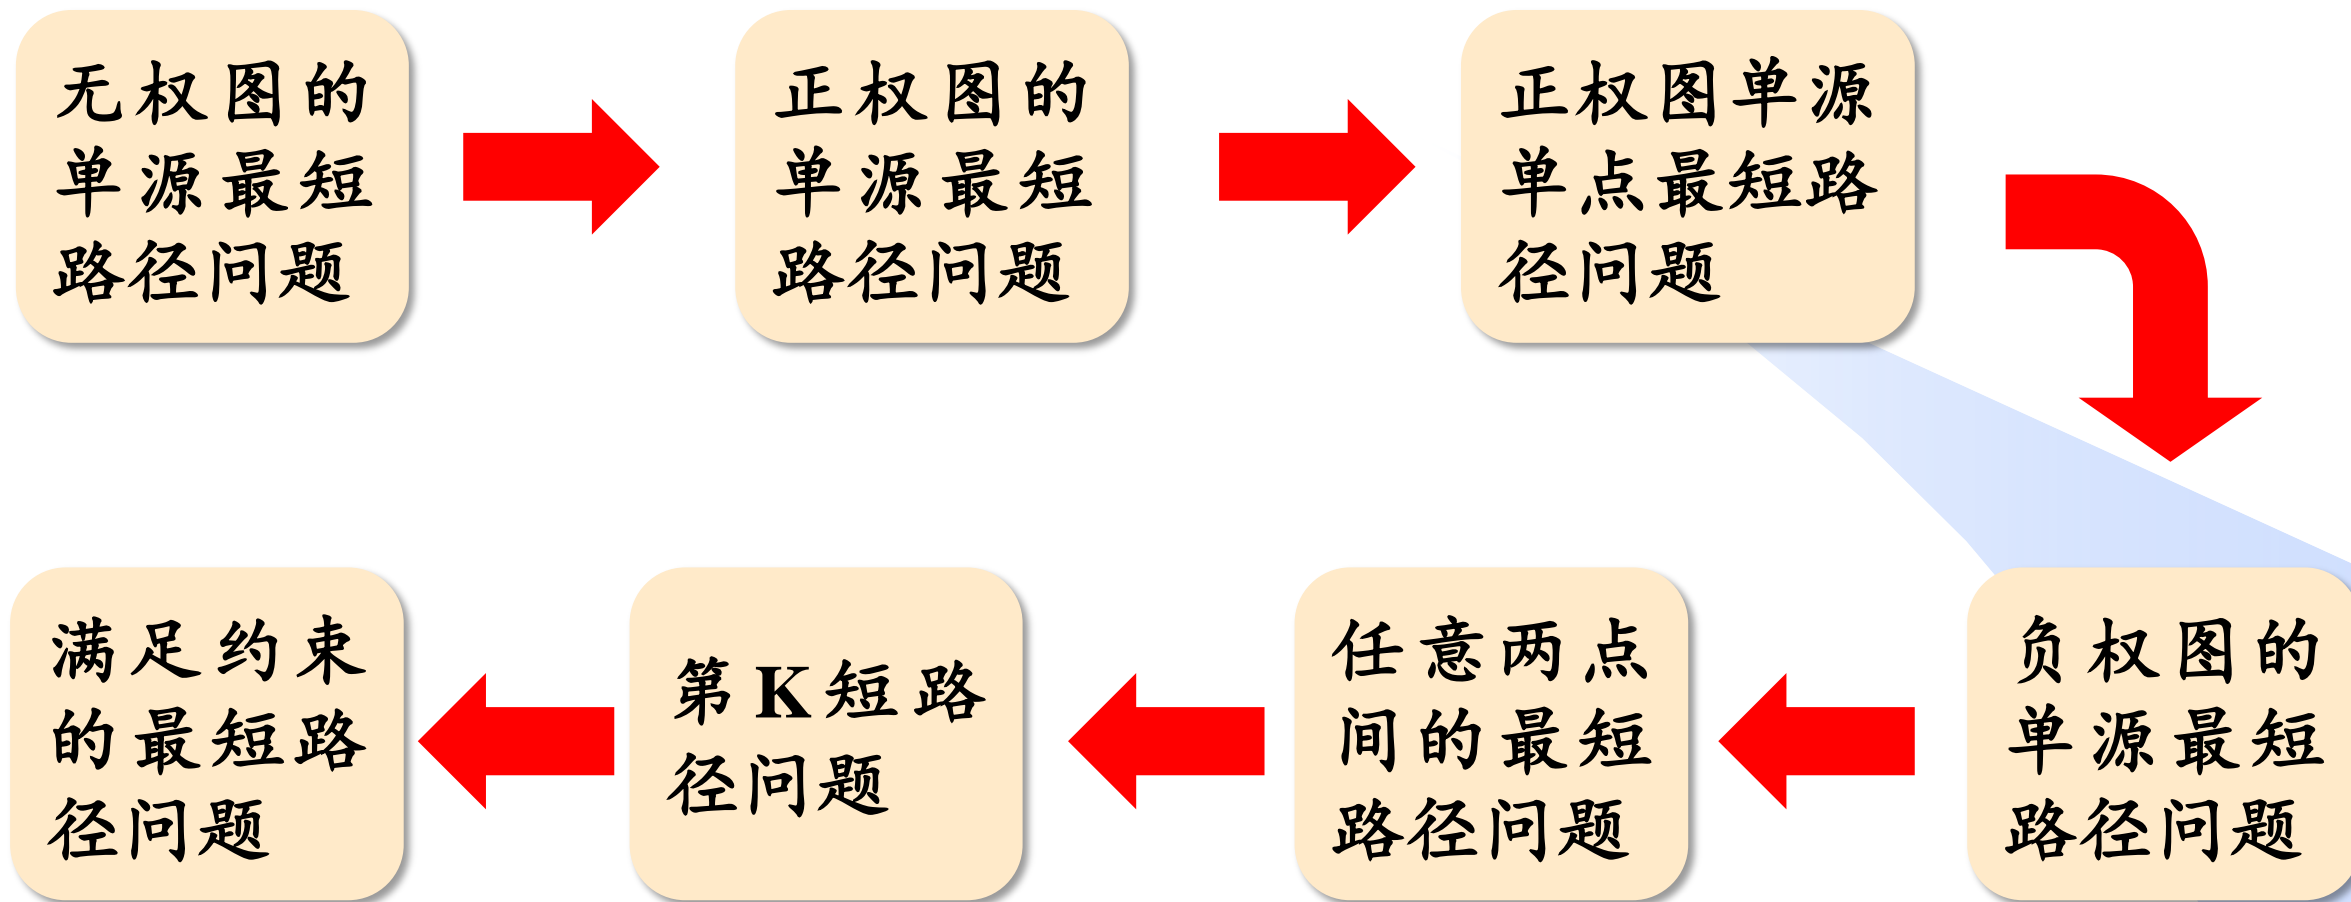 无权图的
单源最短
路径问题
正权图的
单源最短
路径问题
正权图单源
单点最短路
径问题
负权图的
单源最短
路径问题
任意两点
间的最短
路径问题
第K短路
径问题
满足约束
的最短路
径问题